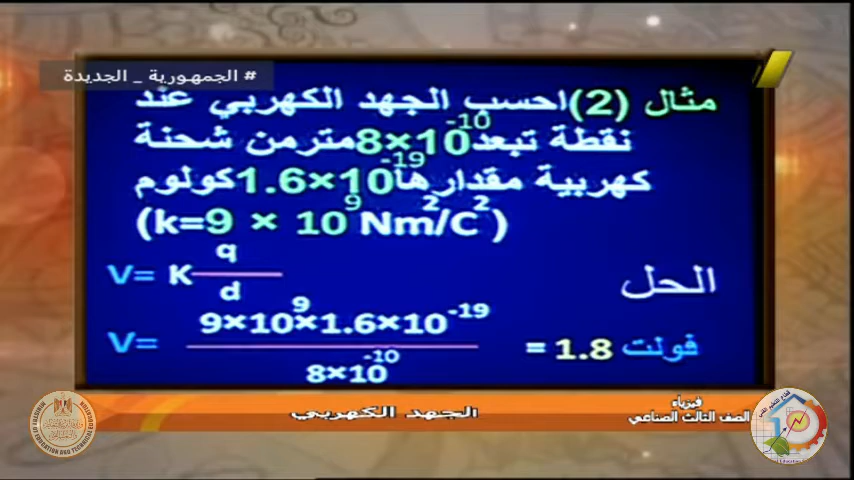 # الجمهورية _ الجديدة
مثال (2) احسب الجهد الكهربي عند
نقطة تبعد 8×10⁻¹⁰ مترمن شحنة
كهربية مقدارها 1.6×10⁻¹⁹ كولوم
(k=9 × 10⁹ Nm²/C²)
الحل
V= K q/d
V= 9×10⁹×1.6×10⁻¹⁹ / 8×10⁻¹⁰ = 1.8 فولت
الجهد الكهربي
فيزياء
الصف الثالث الصناعي